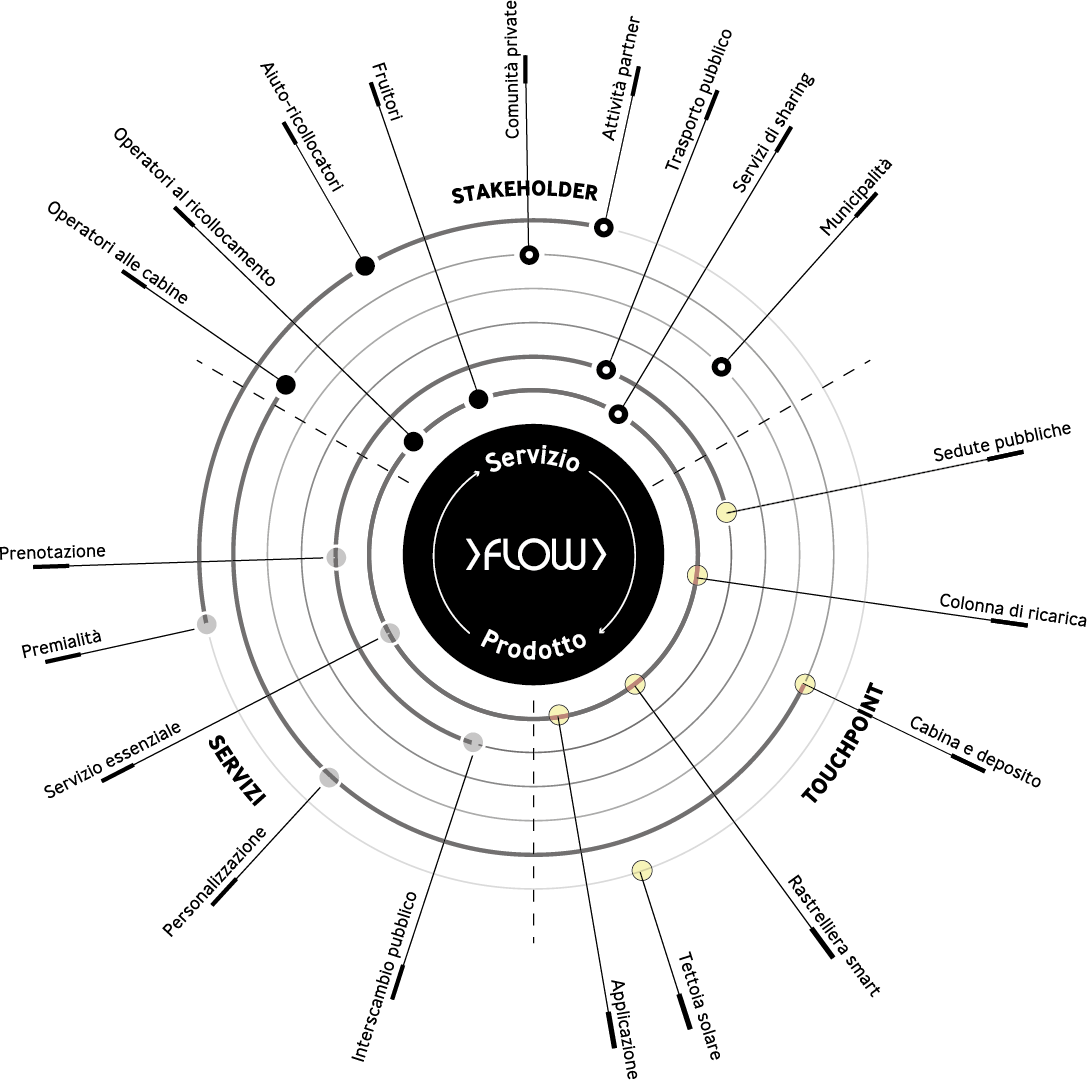 STAKEHOLDER
Operatori alle cabine
Operatori al ricollocamento
Aiuto-ricollocatori
Fruitori
Comunità private
Attività partner
Trasporto pubblico
Servizi di sharing
Municipalità
Servizio
FLOW
Prodotto
TOUCHPOINT
Sedute pubbliche
Colonna di ricarica
Cabina e deposito
Rastrelliera smart
Tettoia solare
Applicazione
SERVIZI
Prenotazione
Premialità
Servizio essenziale
Personalizzazione
Interscambio pubblico